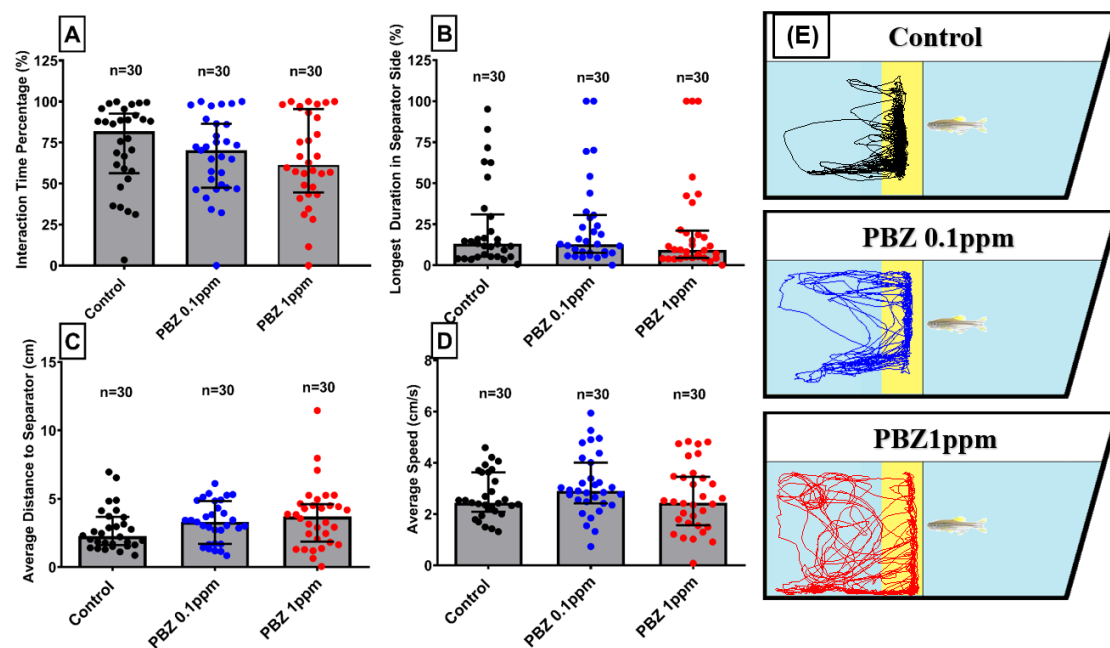 A
Interaction Time Percentage (%)
125
100
75
50
25
0
n=30
n=30
n=30
Control
PBZ 0.1ppm
PBZ 1ppm
B
Longest Duration in Separator Side (%)
125
100
75
50
25
0
n=30
n=30
n=30
Control
PBZ 0.1ppm
PBZ 1ppm
C
Average Distance to Separator (cm)
15
10
5
0
n=30
n=30
n=30
Control
PBZ 0.1ppm
PBZ 1ppm
D
Average Speed (cm/s)
8
6
4
2
0
n=30
n=30
n=30
Control
PBZ 0.1ppm
PBZ 1ppm
(E)
Control
PBZ 0.1ppm
PBZ1ppm